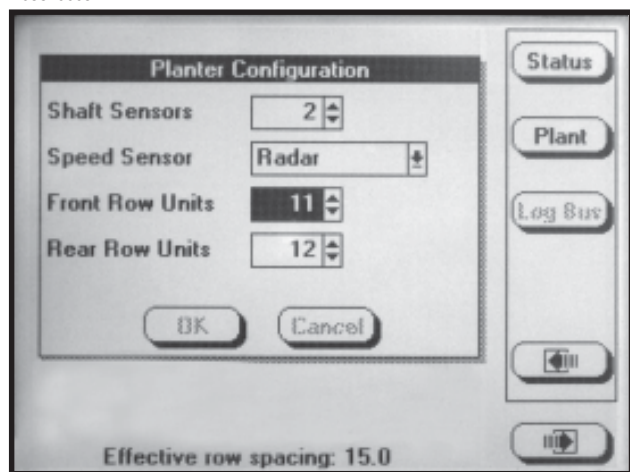 Planter Configuration
Shaft Sensors 2
Speed Sensor Radar
Front Row Units 11
Rear Row Units 12
OK Cancel
Effective row spacing: 15.0
Status
Plant
Log Bus